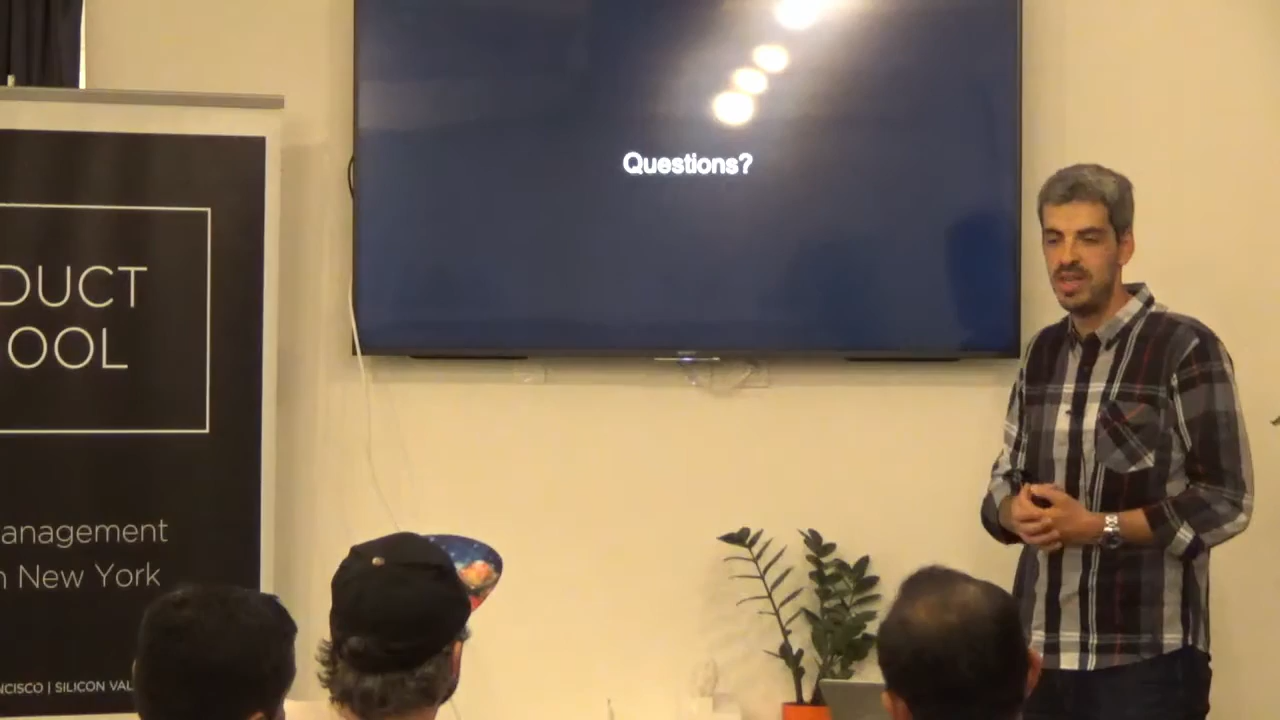 Questions?
DUCT
OOL
anagement
n New York
NCISCO | SILICON VAL